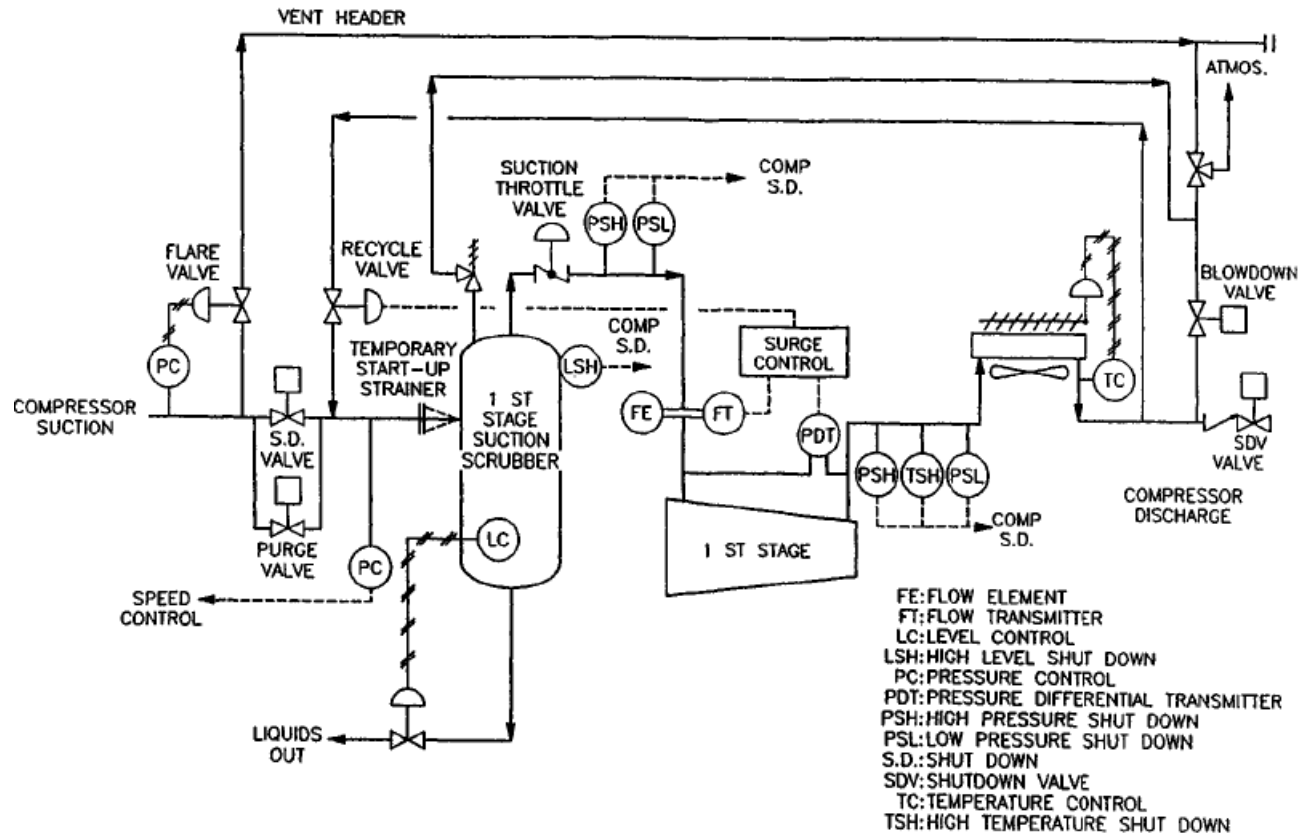 VENT HEADER
ATMOS.
SUCTION
THROTTLE
VALVE
COMP
S.D.
PSH
PSL
FLARE
VALVE
RECYCLE
VALVE
BLOWDOWN
VALVE
PC
TEMPORARY
START-UP
STRAINER
COMP
S.D.
LSH
SURGE
CONTROL
TC
COMPRESSOR
SUCTION
1 ST
STAGE
SUCTION
SCRUBBER
FE
FT
PDT
S.D.
VALVE
SDV
VALVE
PSH
TSH
PSL
COMPRESSOR
DISCHARGE
COMP
S.D.
PURGE
VALVE
LC
1 ST STAGE
PC
SPEED
CONTROL
LIQUIDS
OUT
FE:FLOW ELEMENT
FT:FLOW TRANSMITTER
LC:LEVEL CONTROL
LSH:HIGH LEVEL SHUT DOWN
PC:PRESSURE CONTROL
PDT:PRESSURE DIFFERENTIAL TRANSMITTER
PSH:HIGH PRESSURE SHUT DOWN
PSL:LOW PRESSURE SHUT DOWN
S.D.:SHUT DOWN
SDV:SHUTDOWN VALVE
TC:TEMPERATURE CONTROL
TSH:HIGH TEMPERATURE SHUT DOWN